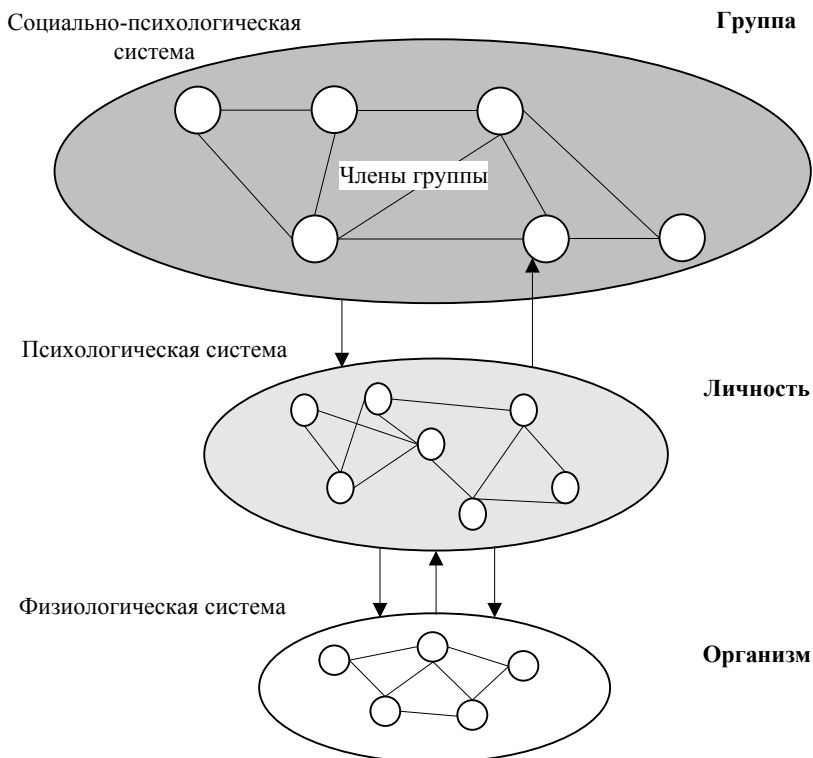 Социально-психологическая
система
Группа
Члены группы
Психологическая система
Личность
Физиологическая система
Организм